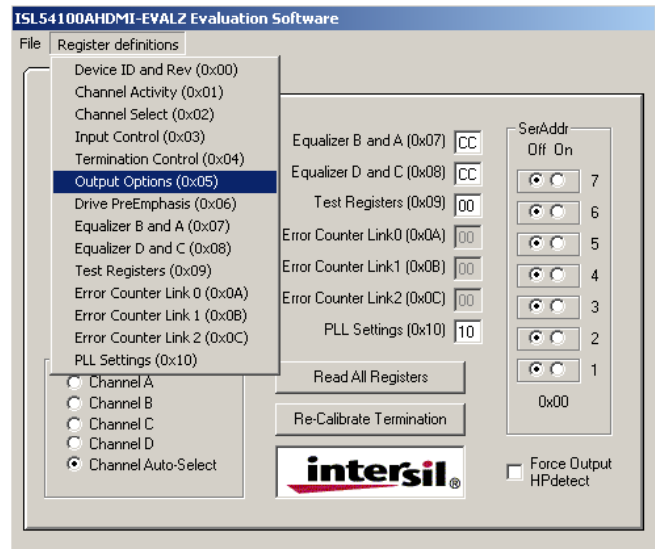 ISL54100AHDMI-EVALZ Evaluation Software
File Register definitions
Device ID and Rev (0x00)
Channel Activity (0x01)
Channel Select (0x02)
Input Control (0x03)
Termination Control (0x04)
Output Options (0x05)
Drive PreEmphasis (0x06)
Equalizer B and A (0x07)
Equalizer D and C (0x08)
Test Registers (0x09)
Error Counter Link 0 (0x0A)
Error Counter Link 1 (0x0B)
Error Counter Link 2 (0x0C)
PLL Settings (0x10)
Channel A
Channel B
Channel C
Channel D
Channel Auto-Select
Equalizer B and A (0x07) CC
Equalizer D and C (0x08) CC
Test Registers (0x09) 00
Error Counter Link0 (0x0A) 00
Error Counter Link1 (0x0B) 00
Error Counter Link2 (0x0C) 00
PLL Settings (0x10) 10
Read All Registers
Re-Calibrate Termination
intersil®
SerAddr
Off On
7
6
5
4
3
2
1
0x00
Force Output
HPdetect